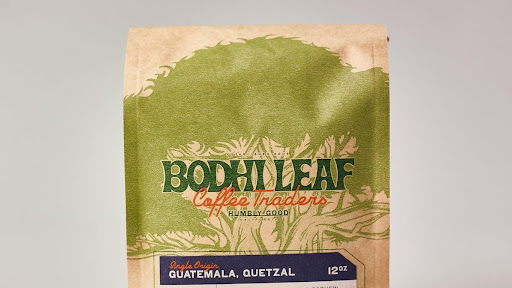 BODHI LEAF
Coffee Traders
HUMBLY GOOD
Single Origin
GUATEMALA, QUETZAL 12OZ